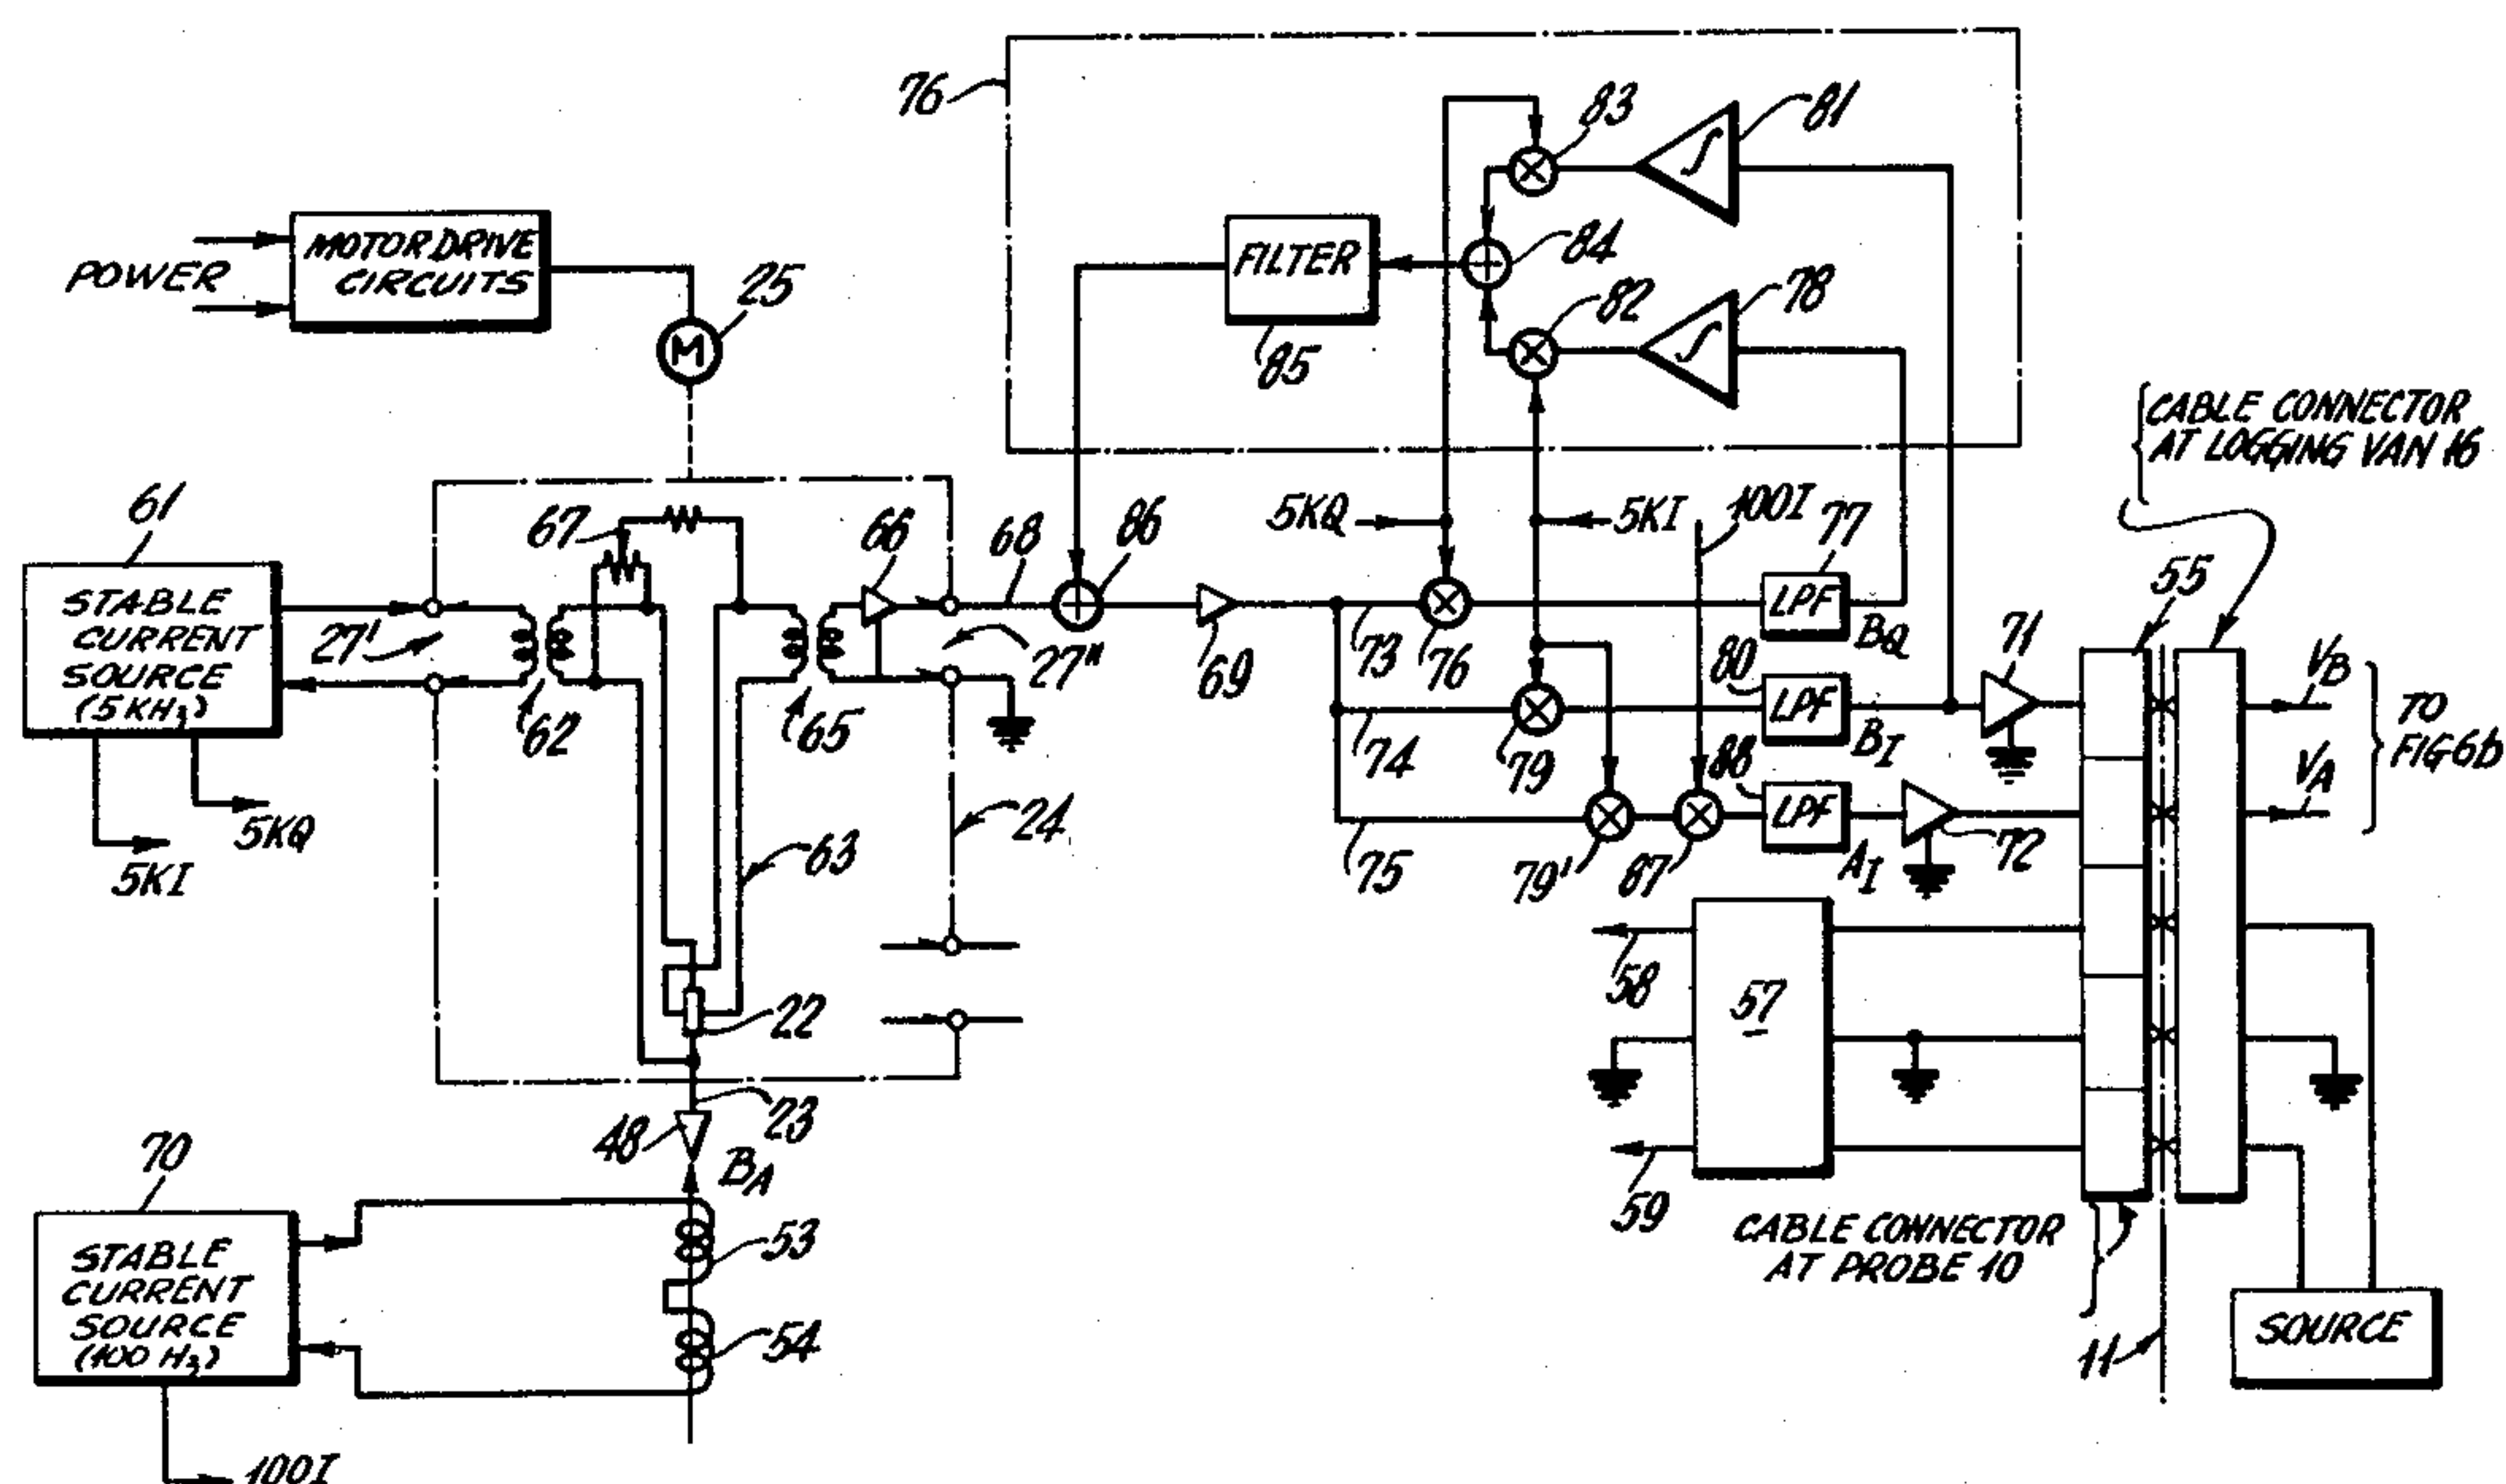 76
83
81
84
82
78
FILTER
85
POWER
MOTOR DRIVE
CIRCUITS
25
M
CABLE CONNECTOR
AT LOGGING VAN 16
61
STABLE
CURRENT
SOURCE
(5 KHz)
27'
62
67
66
68
86
65
27"
69
5KQ
5KI
100I
77
73
76
LPF
BQ
80
74
79
LPF
BI
88
75
79'
87
LPF
AI
71
72
55
VB
VA
TO
FIG 6b
5KQ
5KI
63
24
22
23
48
BA
58
57
59
70
STABLE
CURRENT
SOURCE
(100 Hz)
53
54
100I
CABLE CONNECTOR
AT PROBE 10
11
SOURCE